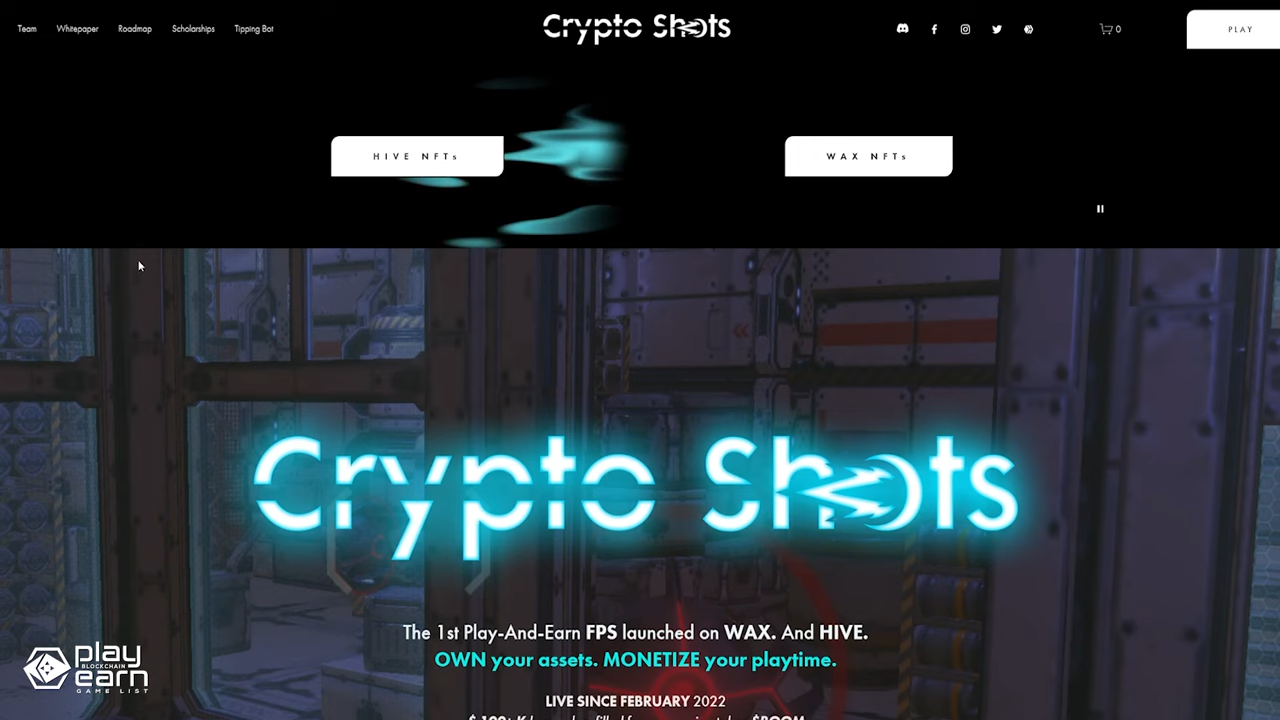 Team Whitepaper Roadmap Scholarships Tipping Bot
Crypto Shots
0
PLAY
HIVE NFTs
WAX NFTs
Crypto Shots
The 1st Play-And-Earn FPS launched on WAX. And HIVE.
OWN your assets. MONETIZE your playtime.
LIVE SINCE FEBRUARY 2022
play
BLOCKCHAIN
earn
GAME LIST